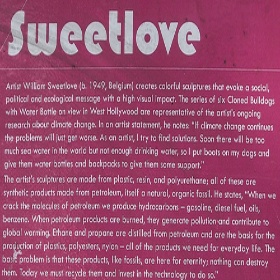 Sweetlove
Artist William Sweetlove (b. 1949, Belgium) creates colorful sculptures that evoke a social,
political and ecological message with a high visual impact. The series of six Cloned Bulldogs
with Water Bottle on view in West Hollywood are representative of the artist's ongoing
research about climate change. In an artist statement, he notes: "If climate change continues
the problems will just get worse. As an artist, I try to find solutions. Soon there will be too
much sea water in the world but not enough drinking water, so I put boots on my dogs and
give them water bottles and backpacks to give them some support."
The artist's sculptures are made from plastic, resin, and polyurethane; all of these are
synthetic products made from petroleum, itself a natural, organic fossil. He states, "When we
crack the molecules of petroleum we produce hydrocarbons – gasoline, diesel fuel, oils,
benzene. When petroleum products are burned, they generate pollution and contribute to
global warming. Ethane and propane are distilled from petroleum and are the basis for the
production of plastics, polyesters, nylon – all of the products we need for everyday life. The
basic problem is that these products, like fossils, are here for eternity; nothing can destroy
them. Today we must recycle them and invest in the technology to do so."